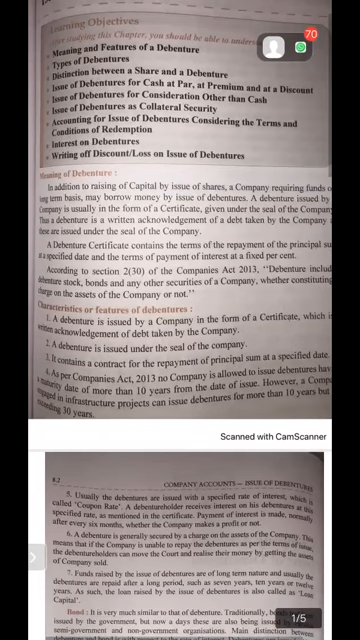 Learning Objectives
After studying this Chapter, you should be able to
Meaning and Features of a Debenture
Types of Debentures
Distinction between a Share and a Debenture
Issue of Debentures for Cash at Par, at Premium and at a Discount
Issue of Debentures for Consideration Other than Cash
Issue of Debentures as Collateral Security
Accounting for Issue of Debentures Considering the Terms and
Conditions of Redemption
Interest on Debentures
Writing off Discount/Loss on Issue of Debentures
70
Meaning of Debenture :
In addition to raising of Capital by issue of shares, a Company requiring funds
long term basis, may borrow money by issue of debentures. A debenture issued by
Company is usually in the form of a Certificate, given under the seal of the Company
Thus a debenture is a written acknowledgement of a debt taken by the Company
these are issued under the seal of the Company.
A Debenture Certificate contains the terms of the repayment of the principal su
at a specified date and the terms of payment of interest at a fixed per cent.
According to section 2(30) of the Companies Act 2013, "Debenture includ
debenture stock, bonds and any other securities of a Company, whether constituting
charge on the assets of the Company or not."
Characteristics or features of debentures :
1. A debenture is issued by a Company in the form of a Certificate, which is
written acknowledgement of debt taken by the Company.
2. A debenture is issued under the seal of the company.
3. It contains a contract for the repayment of principal sum at a specified date.
4. As per Companies Act, 2013 no Company is allowed to issue debentures hav
a maturity date of more than 10 years from the date of issue. However, a Comp
engaged in infrastructure projects can issue debentures for more than 10 years but
exceeding 30 years.
Scanned with CamScanner
8.2 COMPANY ACCOUNTS – ISSUE OF DEBENTURES
5. Usually the debentures are issued with a specified rate of interest, which is
called 'Coupon Rate'. A debentureholder receives interest on his debentures at this
specified rate, as mentioned in the certificate. Payment of interest is made, normally
after every six months, whether the Company makes a profit or not.
6. A debenture is generally secured by a charge on the assets of the Company. This
means that if the Company is unable to repay the debentures as per the terms of issue,
the debentureholders can move the Court and realise their money by getting the assets
of Company sold.
7. Funds raised by the issue of debentures are of long term nature and usually the
debentures are repaid after a long period, such as seven years, ten years or twelve
years. As such, the loan raised by the issue of debentures is also called as 'Loan
Capital'.
Bond : It is very much similar to that of debenture. Traditionally,
issued by the government, but now a days these are also being issued by
semi-government and non-government organisations. Main distinction between
1/5